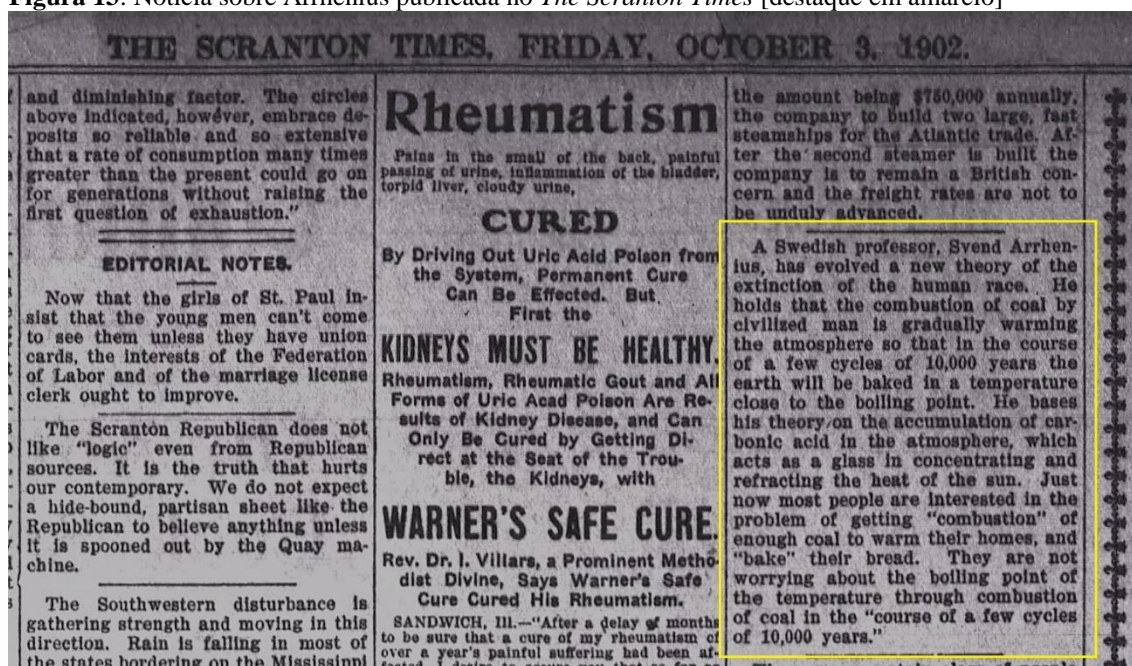 Figura 15: Notícia sobre Arrhenius publicada no The Scranton Times [destaque em amarelo]
THE SCRANTON TIMES, FRIDAY, OCTOBER 3, 1902.
and diminishing factor. The circles
above indicated, however, embrace de-
posits so reliable and so extensive
that a rate of consumption many times
greater than the present could go on
for generations without raising the
first question of exhaustion."
EDITORIAL NOTES.
Now that the girls of St. Paul in-
sist that the young men can't come
to see them unless they have union
cards, the interests of the Federation
of Labor and of the marriage license
clerk ought to improve.
The Scranton Republican does not
like "logic" even from Republican
sources. It is the truth that hurts
our contemporary. We do not expect
a hide-bound, partisan sheet like the
Republican to believe anything unless
it is spooned out by the Quay ma-
chine.
The Southwestern disturbance is
gathering strength and moving in this
direction. Rain is falling in most of
the states bordering on the Mississippi
Rheumatism
Pains in the small of the back, painful
passing of urine, inflammation of the bladder,
torpid liver, cloudy urine,
CURED
By Driving Out Uric Acid Poison from
the System, Permanent Cure
Can Be Effected. But
First the
KIDNEYS MUST BE HEALTHY.
Rheumatism, Rheumatic Gout and All
Forms of Uric Acad Poison Are Re-
sults of Kidney Disease, and Can
Only Be Cured by Getting Di-
rect at the Seat of the Trou-
ble, the Kidneys, with
WARNER'S SAFE CURE.
Rev. Dr. I. Villars, a Prominent Metho-
dist Divine, Says Warner's Safe
Cure Cured His Rheumatism.
SANDWICH, Ill.—"After a delay of months
to be sure that a cure of my rheumatism of
over a year's painful suffering had been af-
the amount being $750,000 annually,
the company to build two large, fast
steamships for the Atlantic trade. Af-
ter the second steamer is built the
company is to remain a British con-
cern and the freight rates are not to
be unduly advanced.
A Swedish professor, Svend Arrhen-
ius, has evolved a new theory of the
extinction of the human race. He
holds that the combustion of coal by
civilized man is gradually warming
the atmosphere so that in the course
of a few cycles of 10,000 years the
earth will be baked in a temperature
close to the boiling point. He bases
his theory on the accumulation of car-
bonic acid in the atmosphere, which
acts as a glass in concentrating and
refracting the heat of the sun. Just
now most people are interested in the
problem of getting "combustion" of
enough coal to warm their homes, and
"bake" their bread. They are not
worrying about the boiling point of
the temperature through combustion
of coal in the "course of a few cycles
of 10,000 years."